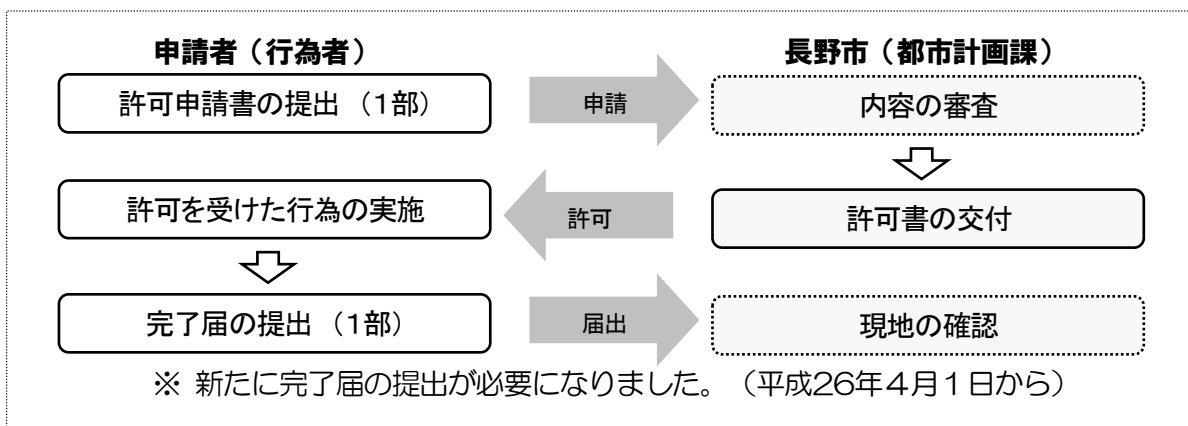 申請者（行為者）
長野市（都市計画課）
許可申請書の提出 （１部）
申請
内容の審査
許可を受けた行為の実施
許可
許可書の交付
完了届の提出 （１部）
届出
現地の確認
※ 新たに完了届の提出が必要になりました。（平成26年４月１日から）